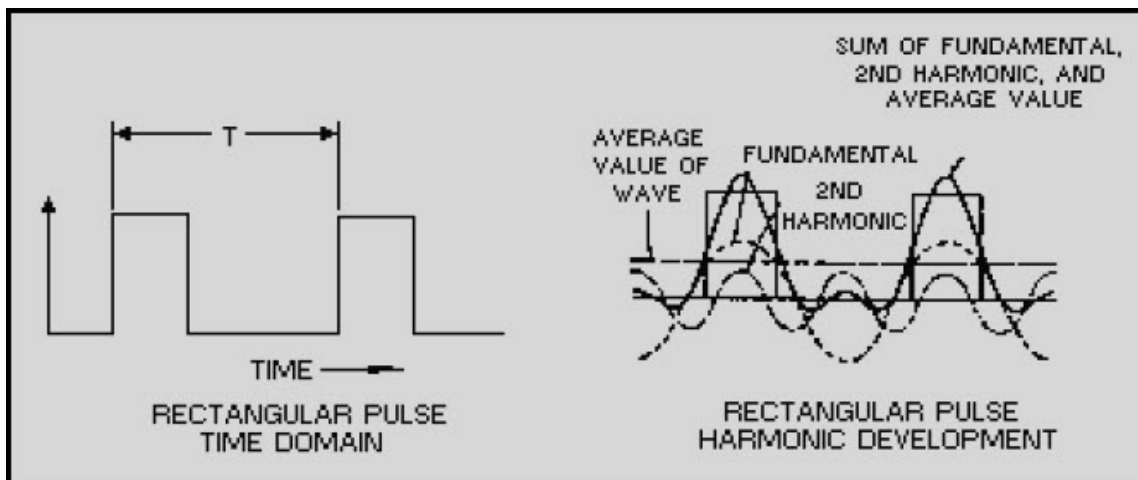 T
TIME
RECTANGULAR PULSE
TIME DOMAIN
SUM OF FUNDAMENTAL,
2ND HARMONIC, AND
AVERAGE VALUE
AVERAGE
VALUE OF
WAVE
FUNDAMENTAL
2ND
HARMONIC
RECTANGULAR PULSE
HARMONIC DEVELOPMENT